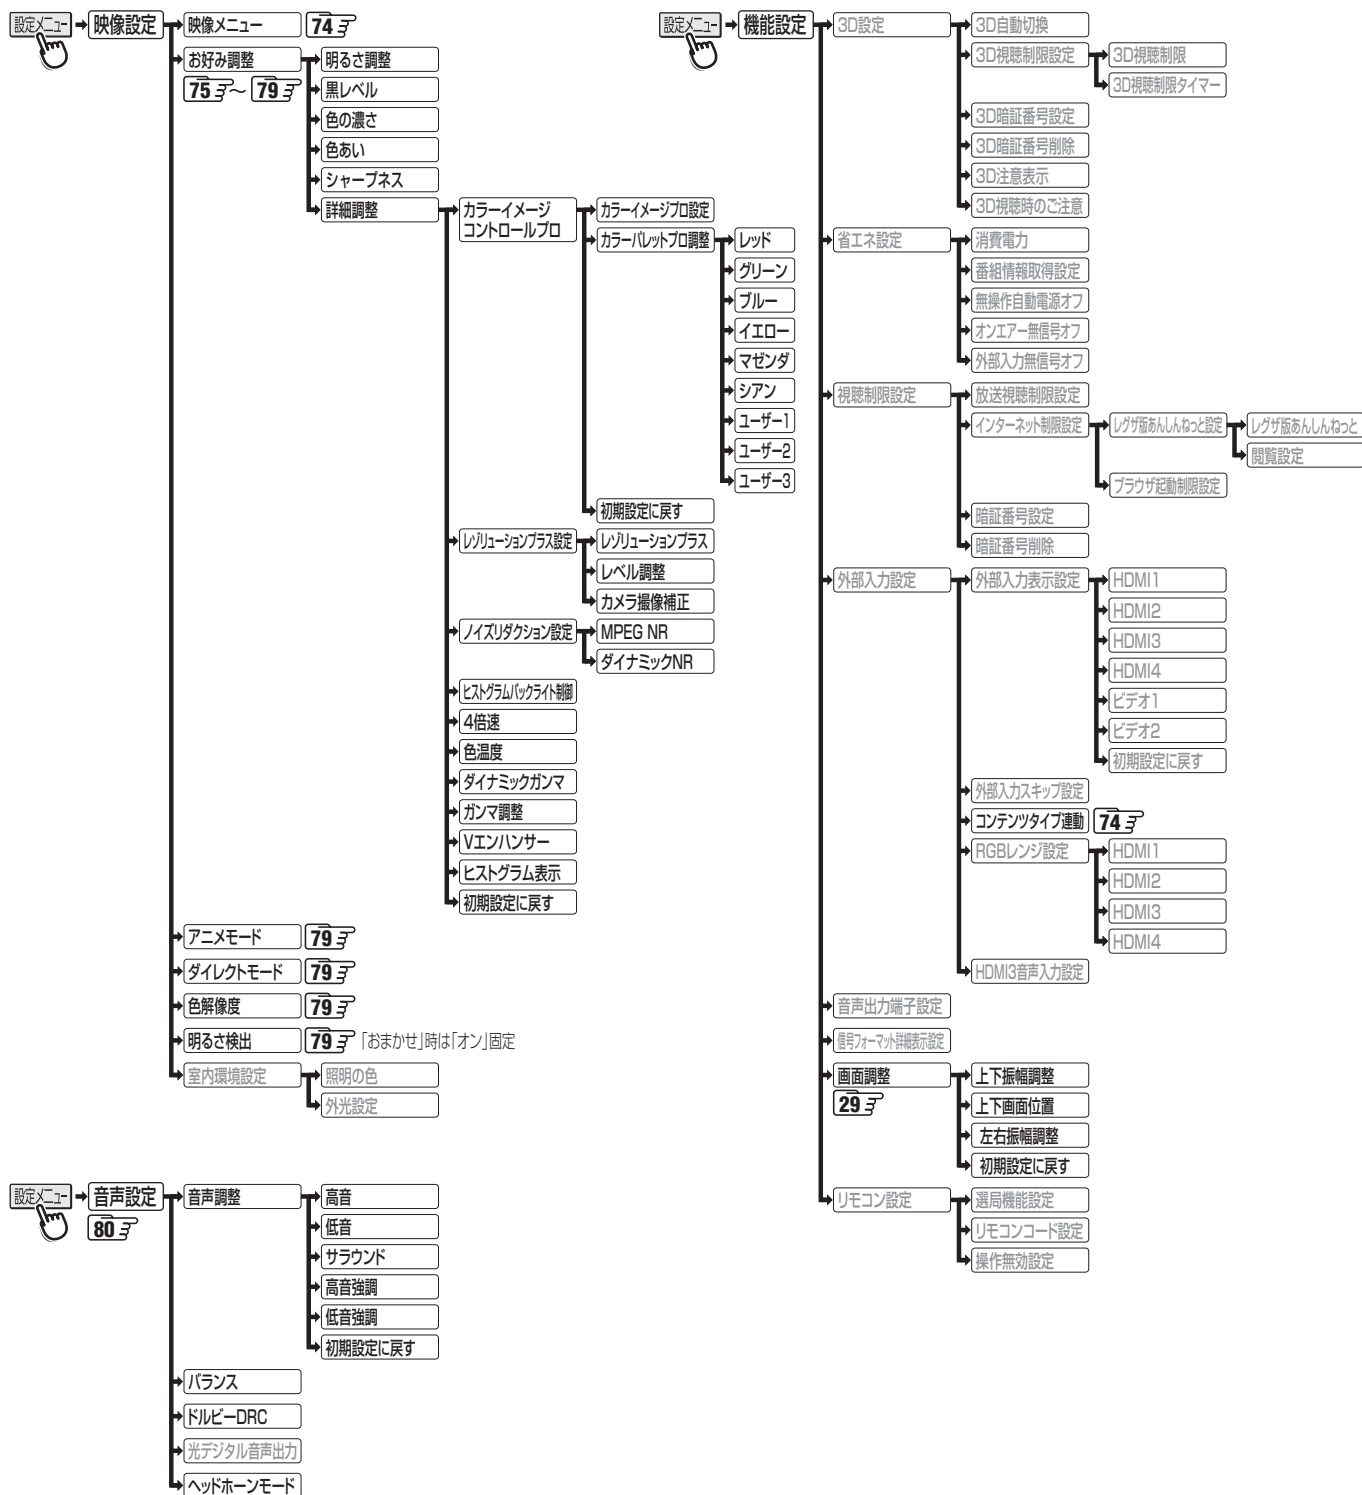 設定メニュー
映像設定
映像メニュー
74
お好み調整
75 ～ 79
明るさ調整
黒レベル
色の濃さ
色あい
シャープネス
詳細調整
カラーイメージ
コントロールプロ
カラーイメージプロ設定
カラーパレットプロ調整
レッド
グリーン
ブルー
イエロー
マゼンダ
シアン
ユーザー1
ユーザー2
ユーザー3
初期設定に戻す
レゾリューションプラス設定
レゾリューションプラス
レベル調整
カメラ撮像補正
ノイズリダクション設定
MPEG NR
ダイナミックNR
ヒストグラムバックライト制御
4倍速
色温度
ダイナミックガンマ
ガンマ調整
Vエンハンサー
ヒストグラム表示
初期設定に戻す
アニメモード
79
ダイレクトモード
79
色解像度
79
明るさ検出
79 「おまかせ」時は「オン」固定
室内環境設定
照明の色
外光設定
設定メニュー
音声設定
80
音声調整
高音
低音
サラウンド
高音強調
低音強調
初期設定に戻す
バランス
ドルビーDRC
光デジタル音声出力
ヘッドホーンモード
設定メニュー
機能設定
3D設定
3D自動切換
3D視聴制限設定
3D視聴制限
3D視聴制限タイマー
3D暗証番号設定
3D暗証番号削除
3D注意表示
3D視聴時のご注意
省エネ設定
消費電力
番組情報取得設定
無操作自動電源オフ
オンエアー無信号オフ
外部入力無信号オフ
視聴制限設定
放送視聴制限設定
インターネット制限設定
レグザ版あんしんねっと設定
レグザ版あんしんねっと
閲覧設定
ブラウザ起動制限設定
暗証番号設定
暗証番号削除
外部入力設定
外部入力表示設定
HDMI1
HDMI2
HDMI3
HDMI4
ビデオ1
ビデオ2
初期設定に戻す
外部入力スキップ設定
コンテンツタイプ連動
74
RGBレンジ設定
HDMI1
HDMI2
HDMI3
HDMI4
HDMI3音声入力設定
音声出力端子設定
信号フォーマット詳細表示設定
画面調整
29
上下振幅調整
上下画面位置
左右振幅調整
初期設定に戻す
リモコン設定
選局機能設定
リモコンコード設定
操作無効設定